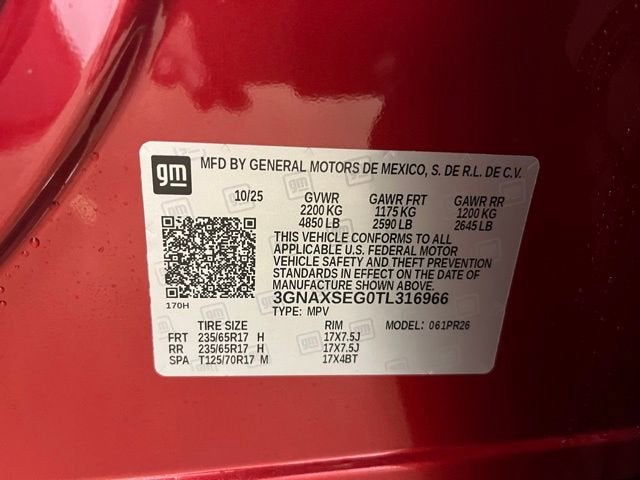 gm
MFD BY GENERAL MOTORS DE MEXICO, S. DE R.L. DE C.V.
10/25 GVWR GAWR FRT GAWR RR
2200 KG 1175 KG 1200 KG
4850 LB 2590 LB 2645 LB
THIS VEHICLE CONFORMS TO ALL
APPLICABLE U.S. FEDERAL MOTOR
VEHICLE SAFETY AND THEFT PREVENTION
STANDARDS IN EFFECT ON THE DATE OF
MANUFACTURE SHOWN ABOVE.
170H
3GNAXSEG0TL316966
TYPE: MPV
TIRE SIZE RIM MODEL: 061PR26
FRT 235/65R17 H 17X7.5J
RR 235/65R17 H 17X7.5J
SPA T125/70R17 M 17X4BT